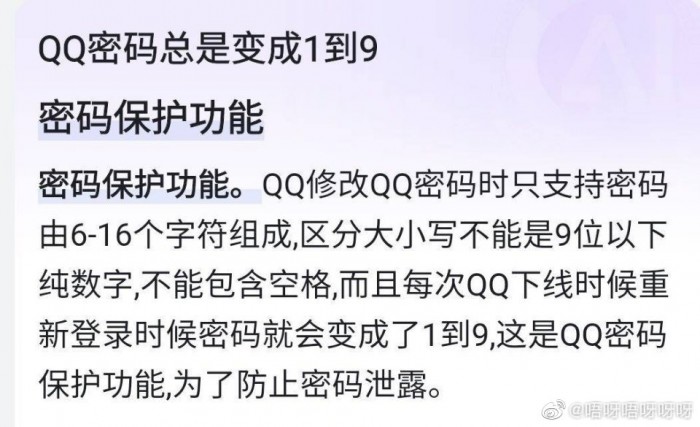 QQ密码总是变成1到9
密码保护功能
密码保护功能。QQ修改QQ密码时只支持密码
由6-16个字符组成,区分大小写不能是9位以下
纯数字,不能包含空格,而且每次QQ下线时候重
新登录时候密码就会变成了1到9,这是QQ密码
保护功能,为了防止密码泄露。
@唔呀唔呀呀呀呀